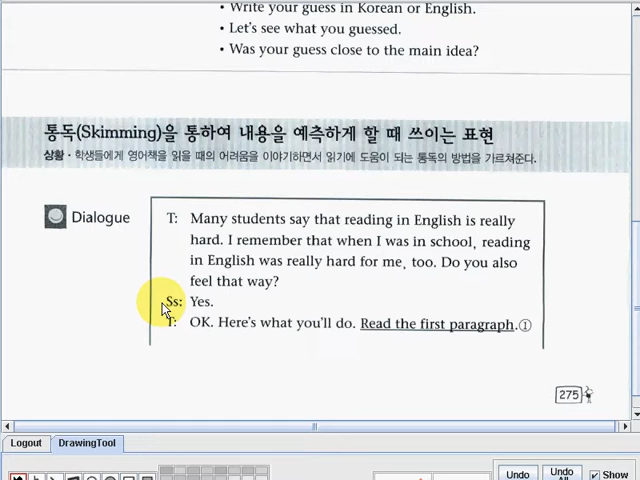 • Write your guess in Korean or English.
• Let's see what you guessed.
• Was your guess close to the main idea?
통독(Skimming)을 통하여 내용을 예측하게 할 때 쓰이는 표현
상황 · 학생들에게 영어책을 읽을 때의 어려움을 이야기하면서 읽기에 도움이 되는 통독의 방법을 가르쳐준다.
Dialogue
T: Many students say that reading in English is really
hard. I remember that when I was in school, reading
in English was really hard for me, too. Do you also
feel that way?
Ss: Yes.
T: OK. Here's what you'll do. Read the first paragraph.①
275
Logout DrawingTool
Undo Undo All Show